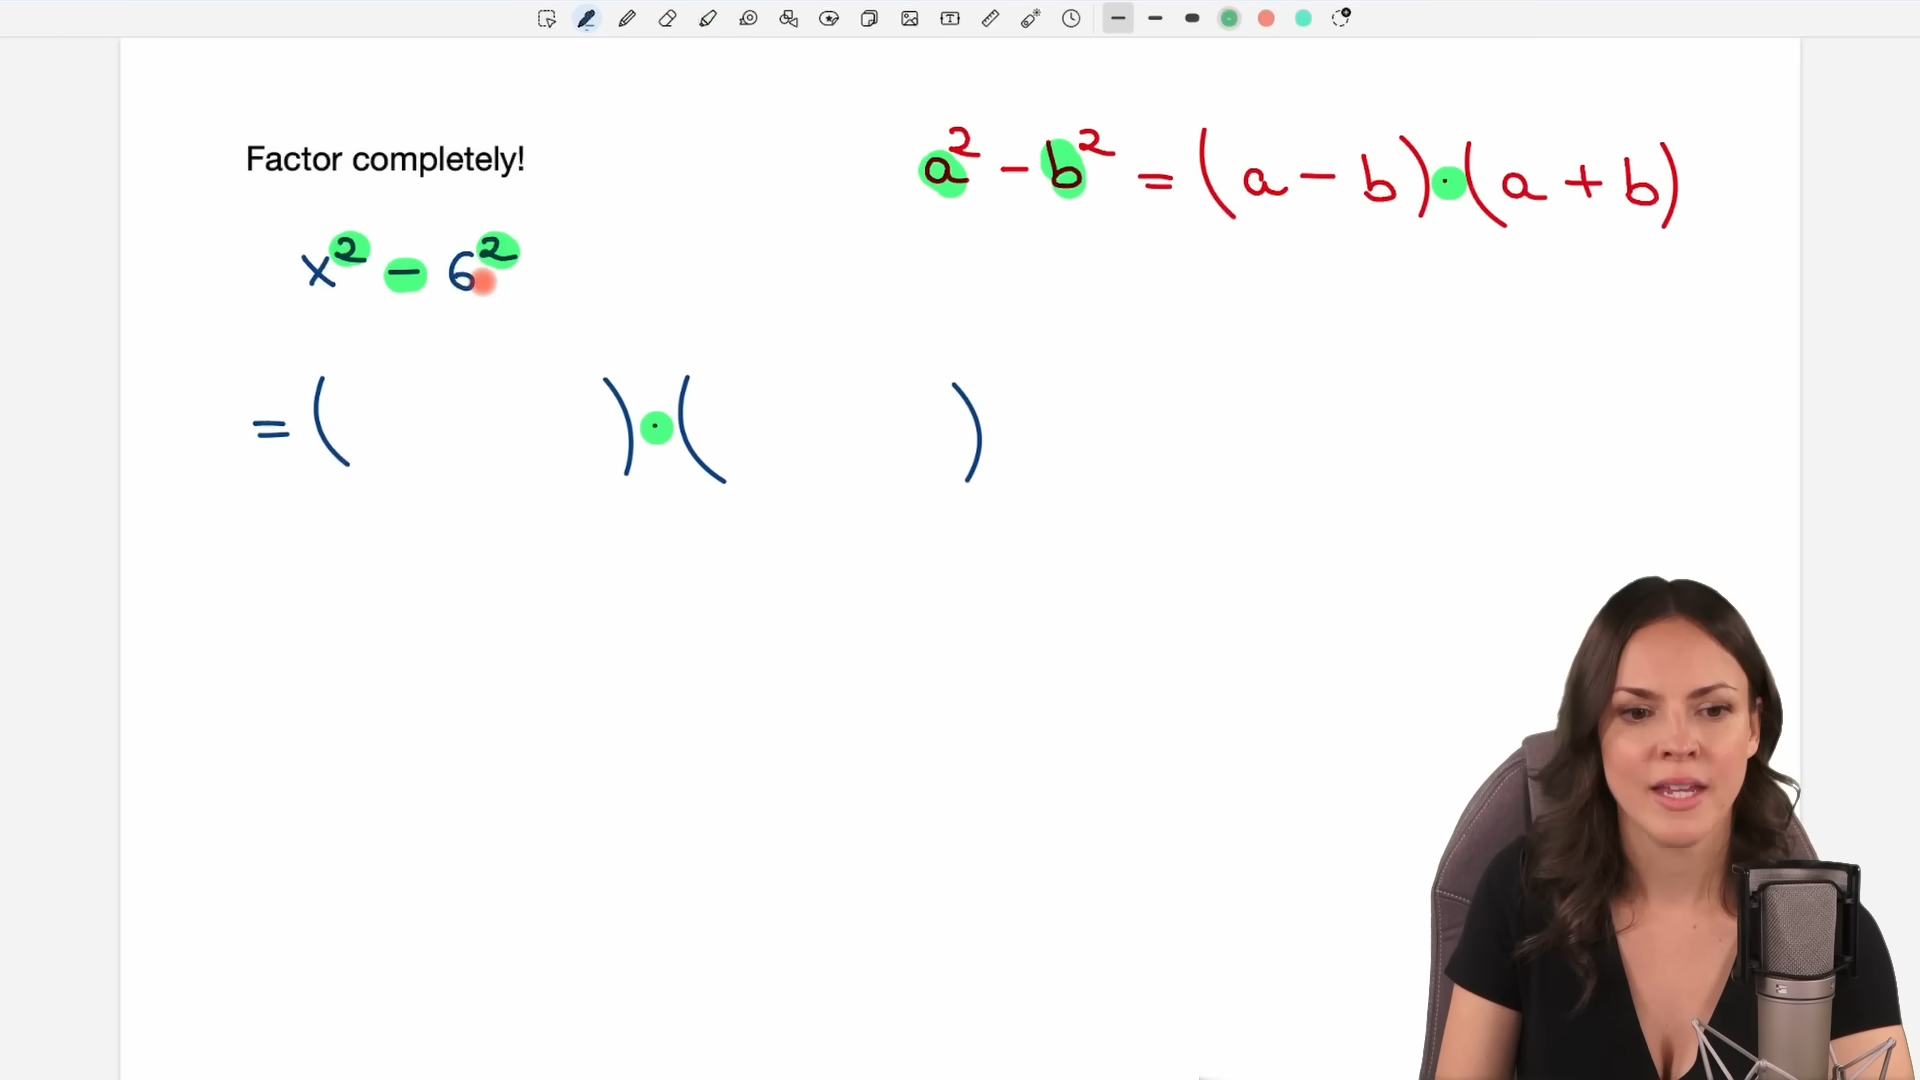 Factor completely!
a² - b² = (a - b) · (a + b)
x² - 6²
= ( ) · ( )